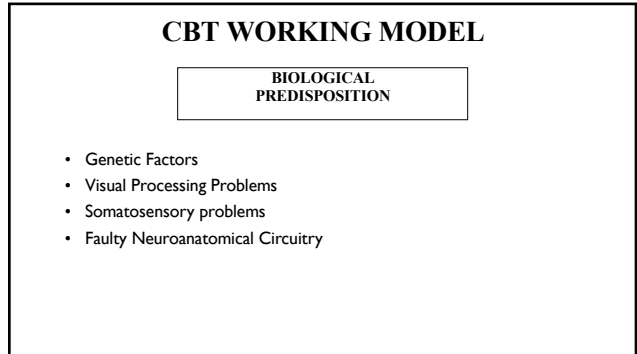 CBT WORKING MODEL
BIOLOGICAL
PREDISPOSITION
• Genetic Factors
• Visual Processing Problems
• Somatosensory problems
• Faulty Neuroanatomical Circuitry